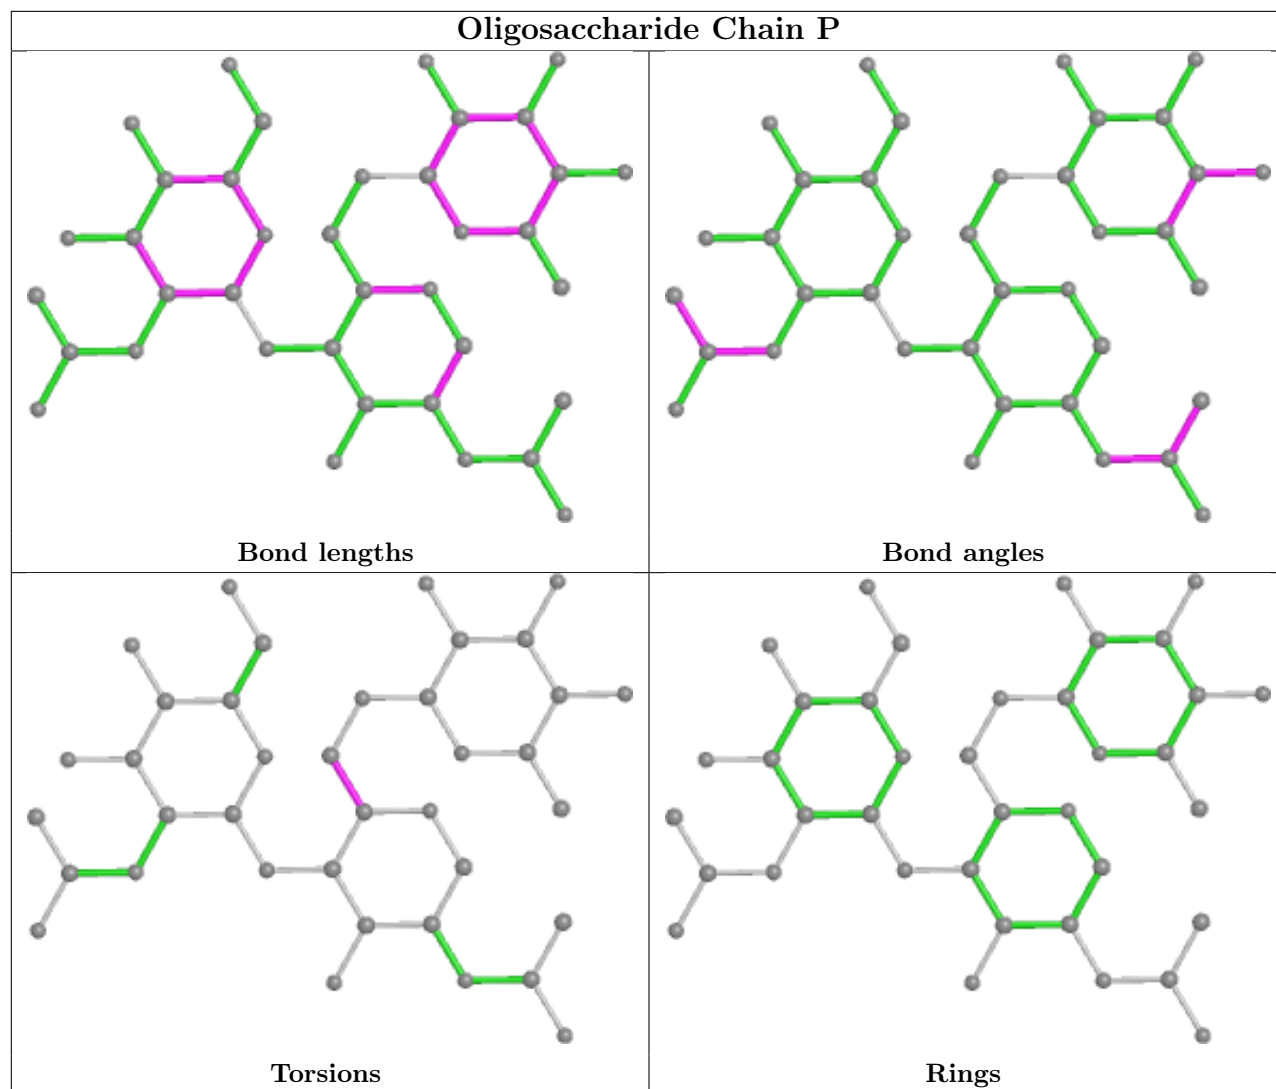 Oligosaccharide Chain P
Bond lengths
Bond angles
Torsions
Rings